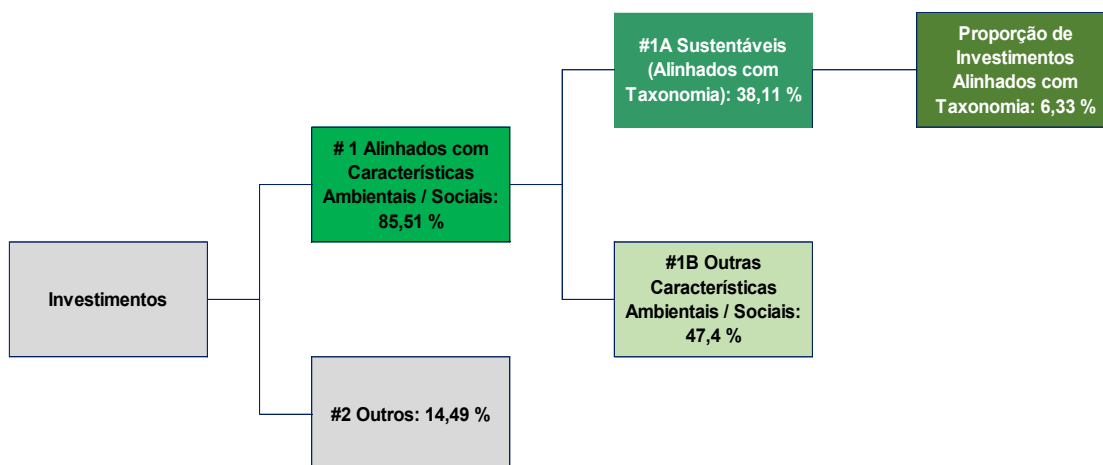 #1A Sustentáveis
(Alinhados com
Taxonomia): 38,11 %
Proporção de
Investimentos
Alinhados com
Taxonomia: 6,33 %
# 1 Alinhados com
Características
Ambientais / Sociais:
85,51 %
Investimentos
#1B Outras
Características
Ambientais / Sociais:
47,4 %
#2 Outros: 14,49 %